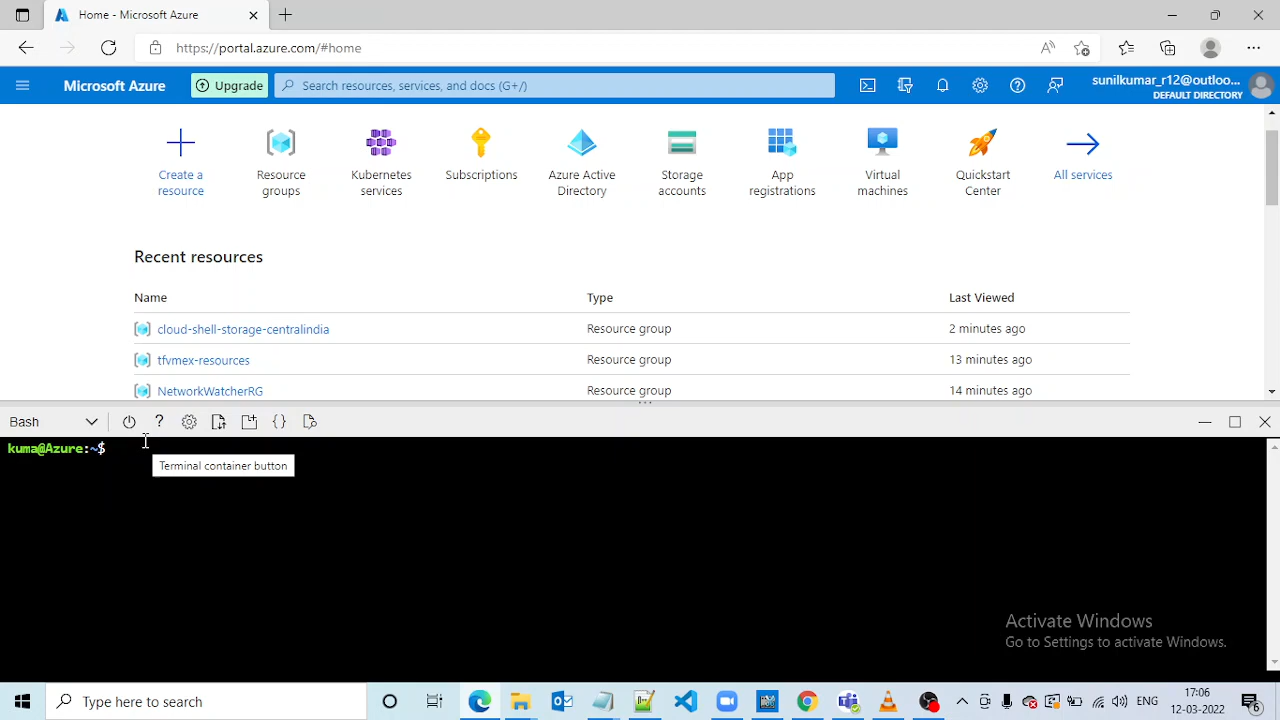 Home - Microsoft Azure
https://portal.azure.com/#home
Microsoft Azure
Upgrade
Search resources, services, and docs (G+/)
sunilkumar_r12@outloo...
DEFAULT DIRECTORY
Create a resource
Resource groups
Kubernetes services
Subscriptions
Azure Active Directory
Storage accounts
App registrations
Virtual machines
Quickstart Center
All services
Recent resources
Name Type Last Viewed
cloud-shell-storage-centralindia Resource group 2 minutes ago
tfvmex-resources Resource group 13 minutes ago
NetworkWatcherRG Resource group 14 minutes ago
Bash
kuma@Azure:~$
Terminal container button
Activate Windows
Go to Settings to activate Windows.
Type here to search
ENG
17:06
12-03-2022
6